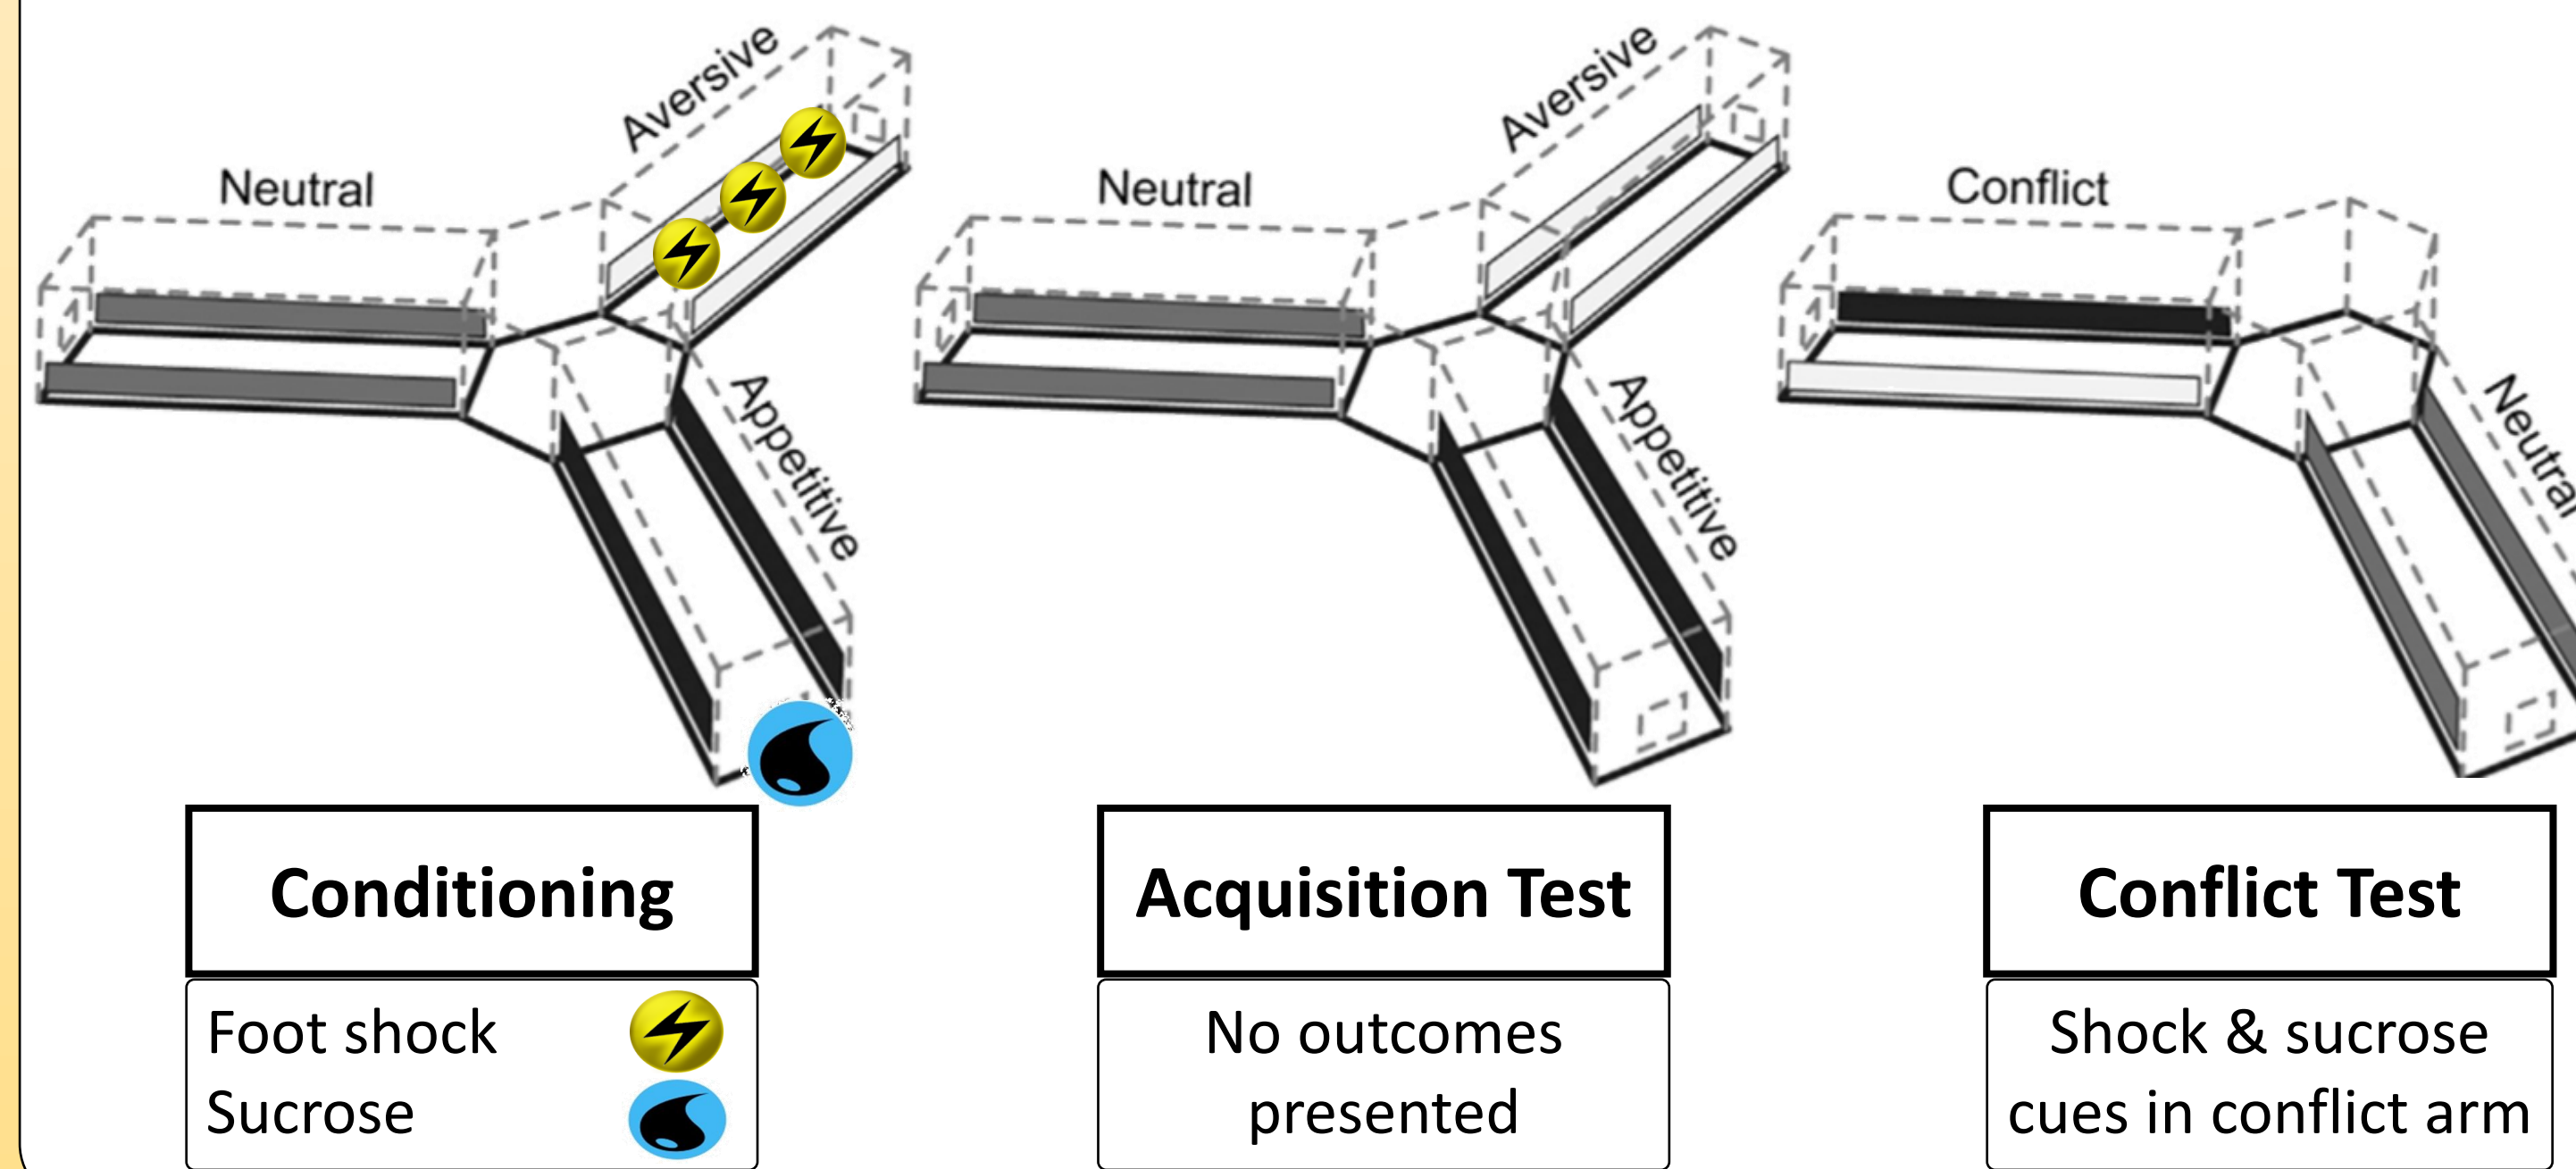 Neutral
Aversive
Appetitive
Neutral
Aversive
Appetitive
Conflict
Neutral
Conditioning
Foot shock
Sucrose
Acquisition Test
No outcomes
presented
Conflict Test
Shock & sucrose
cues in conflict arm